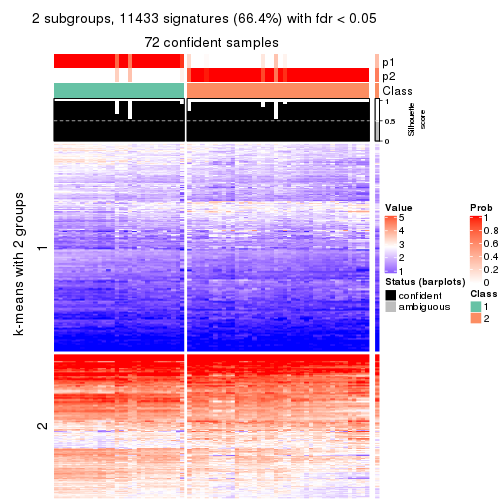 2 subgroups, 11433 signatures (66.4%) with fdr < 0.05
72 confident samples
p1
p2
Class
1
0.5
0
Silhouette
score
k-means with 2 groups
1
2
Value
5
4
3
2
1
Status (barplots)
confident
ambiguous
Prob
1
0.8
0.6
0.4
0.2
0
Class
1
2